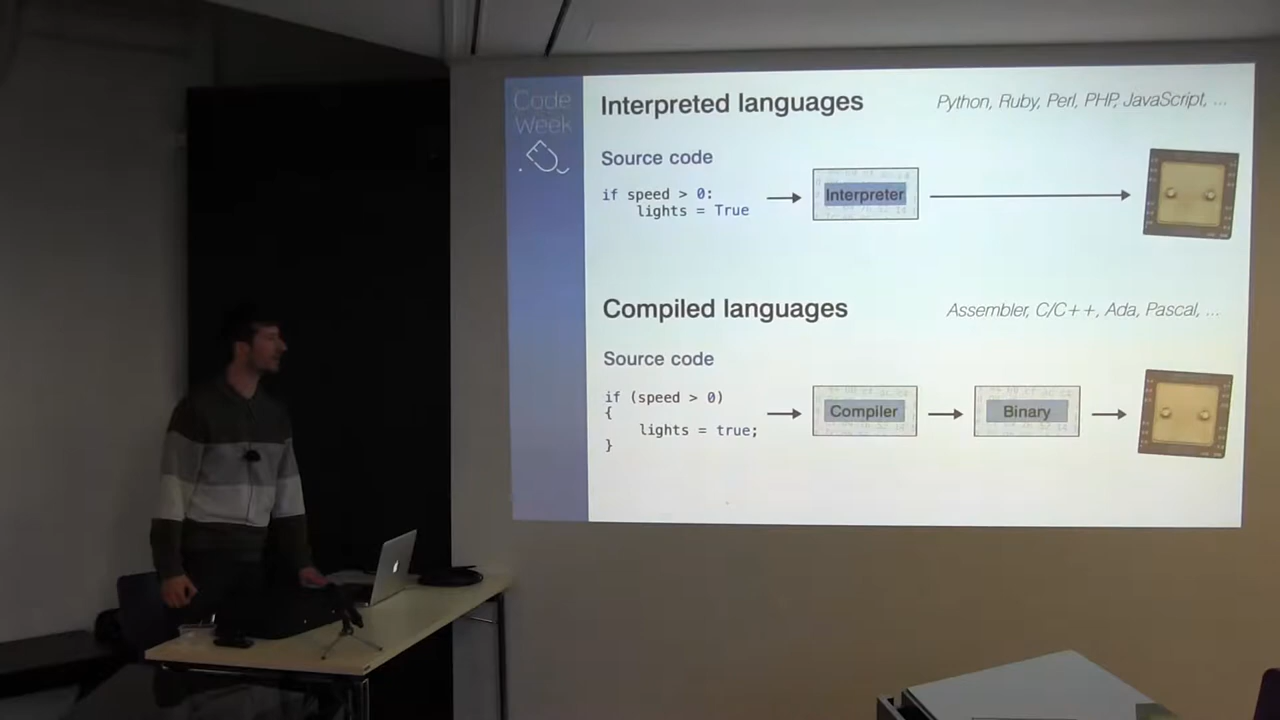 Code
Week
Interpreted languages
Python, Ruby, Perl, PHP, JavaScript, ...
Source code
if speed > 0:
    lights = True
Interpreter
Compiled languages
Assembler, C/C++, Ada, Pascal, ...
Source code
if (speed > 0)
{
    lights = true;
}
Compiler
Binary